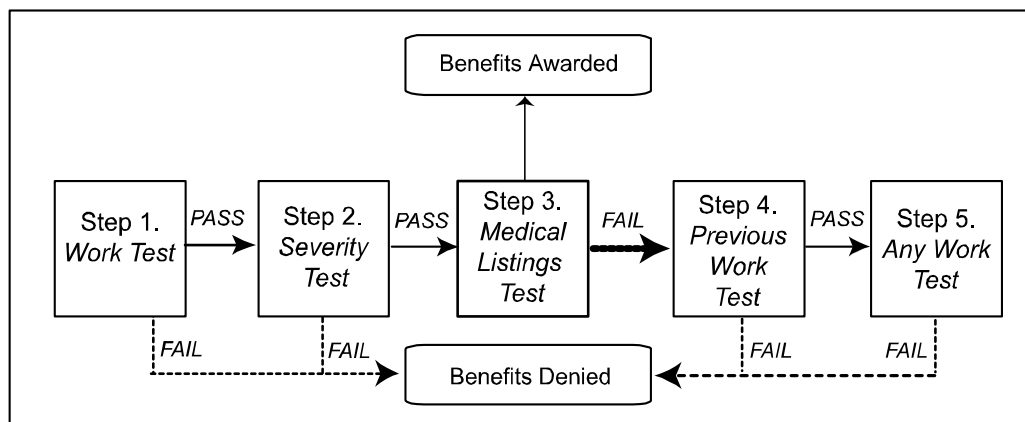 Benefits Awarded
Step 1.
Work Test
PASS
Step 2.
Severity
Test
PASS
Step 3.
Medical
Listings
Test
FAIL
Step 4.
Previous
Work
Test
PASS
Step 5.
Any Work
Test
FAIL
FAIL
Benefits Denied
FAIL
FAIL